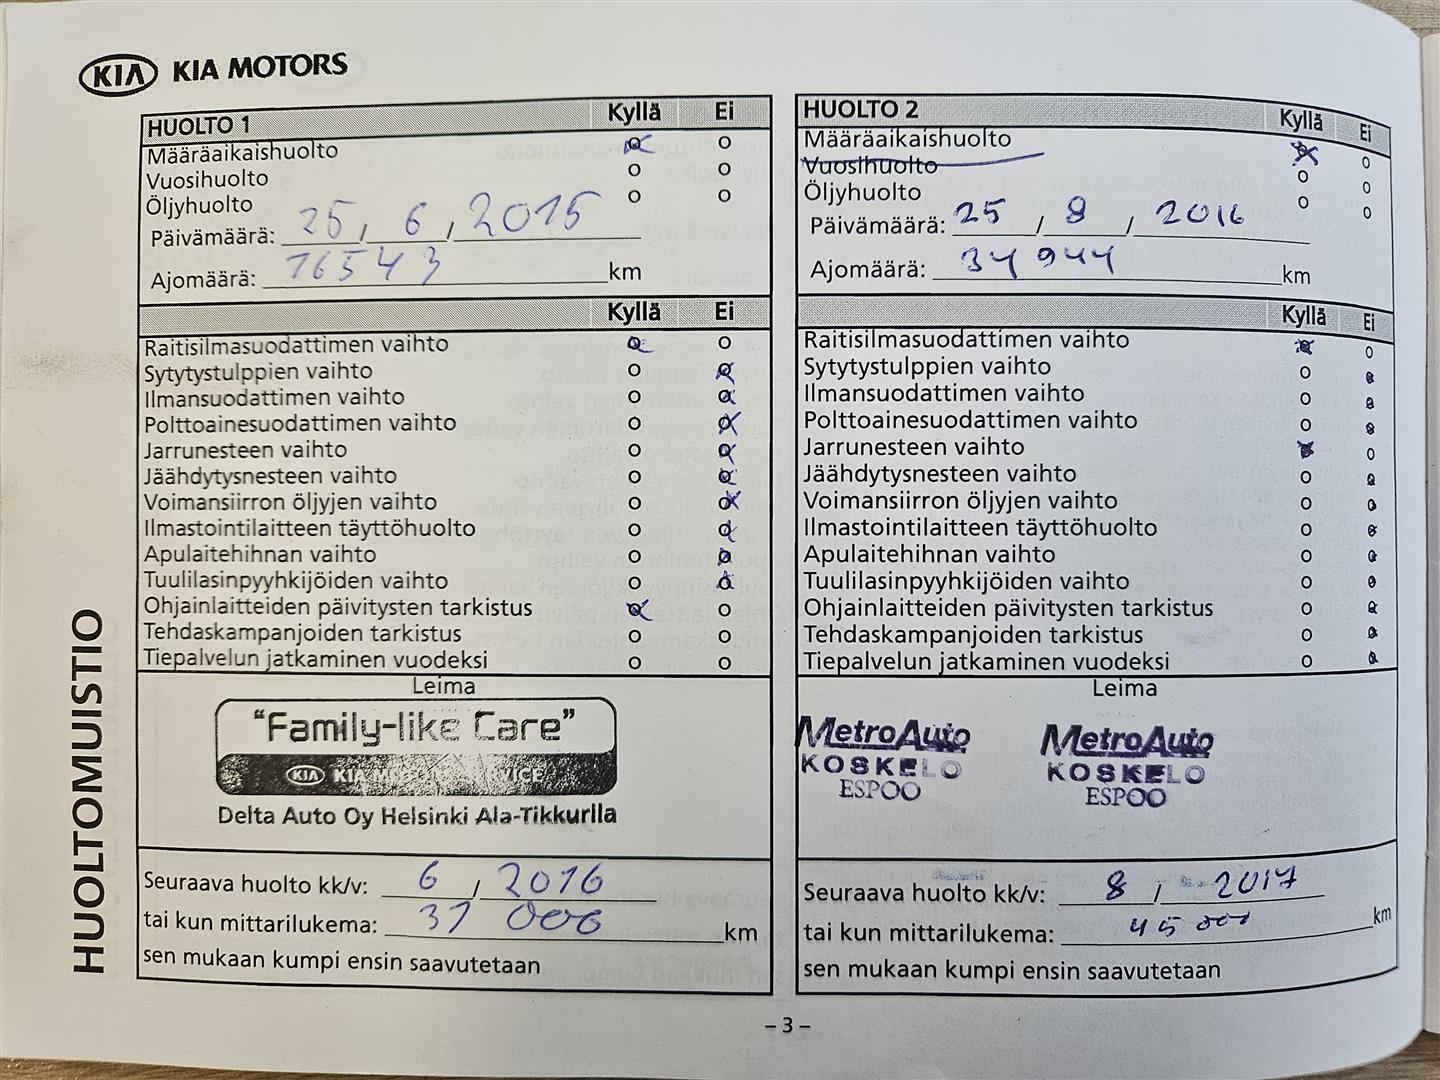 KIA KIA MOTORS
HUOLTOMUISTIO
HUOLTO 1 Kyllä Ei
Määräaikaishuolto o o
Vuosihuolto o o
Öljyhuolto o o
Päivämäärä: 25 / 6 / 2015
Ajomäärä: 16543 km
Kyllä Ei
Raitisilmasuodattimen vaihto o o
Sytytystulppien vaihto o o
Ilmansuodattimen vaihto o o
Polttoainesuodattimen vaihto o o
Jarrunesteen vaihto o o
Jäähdytysnesteen vaihto o o
Voimansiirron öljyjen vaihto o o
Ilmastointilaitteen täyttöhuolto o o
Apulaitehihnan vaihto o o
Tuulilasinpyyhkijöiden vaihto o o
Ohjainlaitteiden päivitysten tarkistus o o
Tehdaskampanjoiden tarkistus o o
Tiepalvelun jatkaminen vuodeksi o o
Leima
"Family-like Care"
KIA KIA MOTORS SERVICE
Delta Auto Oy Helsinki Ala-Tikkurila
Seuraava huolto kk/v: 6 / 2016
tai kun mittarilukema: 31 000 km
sen mukaan kumpi ensin saavutetaan
HUOLTO 2 Kyllä Ei
Määräaikaishuolto o o
Vuosihuolto o o
Öljyhuolto o o
Päivämäärä: 25 / 8 / 2016
Ajomäärä: 34944 km
Kyllä Ei
Raitisilmasuodattimen vaihto o o
Sytytystulppien vaihto o o
Ilmansuodattimen vaihto o o
Polttoainesuodattimen vaihto o o
Jarrunesteen vaihto o o
Jäähdytysnesteen vaihto o o
Voimansiirron öljyjen vaihto o o
Ilmastointilaitteen täyttöhuolto o o
Apulaitehihnan vaihto o o
Tuulilasinpyyhkijöiden vaihto o o
Ohjainlaitteiden päivitysten tarkistus o o
Tehdaskampanjoiden tarkistus o o
Tiepalvelun jatkaminen vuodeksi o o
Leima
MetroAuto MetroAuto
KOSKELO KOSKELO
ESPOO ESPOO
Seuraava huolto kk/v: 8 / 2017
tai kun mittarilukema: 45 000 km
sen mukaan kumpi ensin saavutetaan
– 3 –